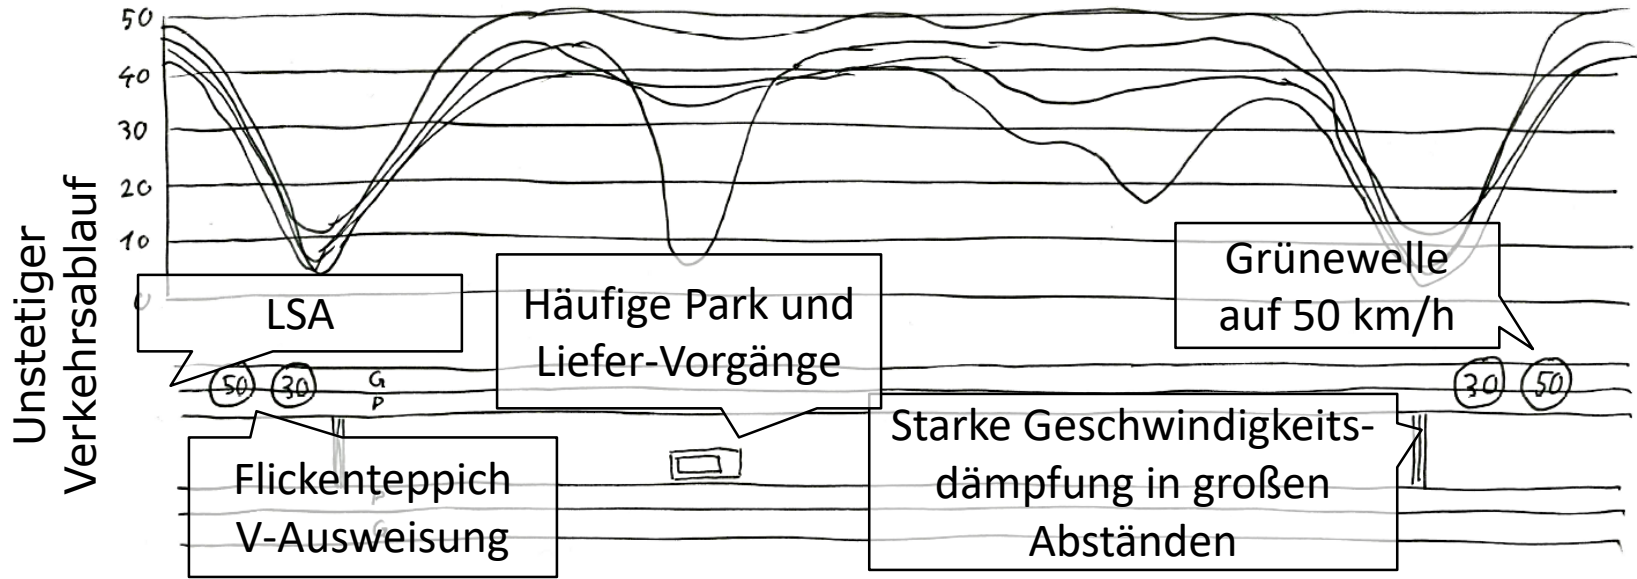 50
40
30
20
10
0
Unstetiger
Verkehrsablauf
LSA
Häufige Park und
Liefer-Vorgänge
Grünewelle
auf 50 km/h
50 30
G
P
30 50
Flickenteppich
V-Ausweisung
Starke Geschwindigkeits-
dämpfung in großen
Abständen
P
G